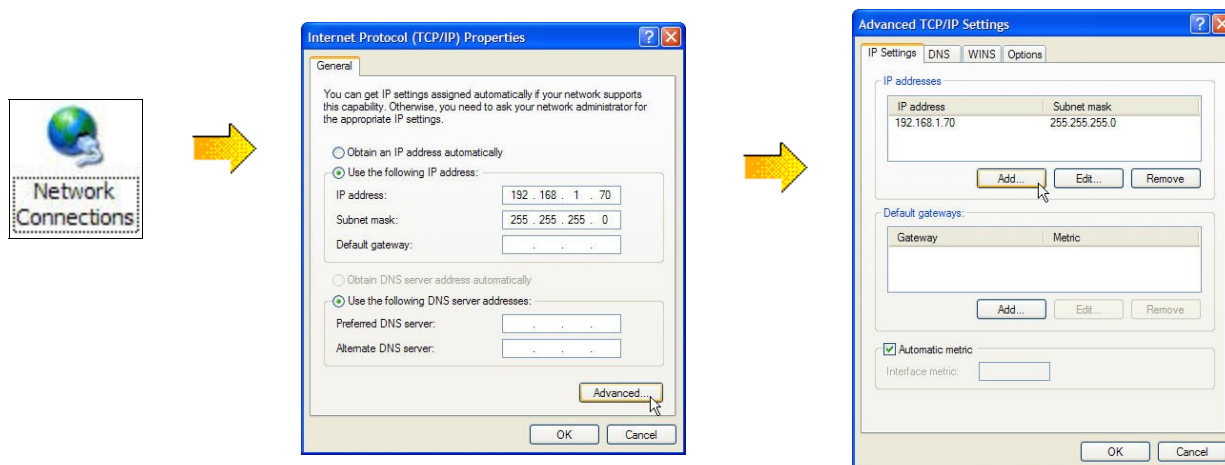 Network
Connections
Internet Protocol (TCP/IP) Properties
General
You can get IP settings assigned automatically if your network supports
this capability. Otherwise, you need to ask your network administrator for
the appropriate IP settings.
Obtain an IP address automatically
Use the following IP address:
IP address: 192 . 168 . 1 . 70
Subnet mask: 255 . 255 . 255 . 0
Default gateway: . . .
Obtain DNS server address automatically
Use the following DNS server addresses:
Preferred DNS server: . . .
Alternate DNS server: . . .
Advanced...
OK Cancel
Advanced TCP/IP Settings
IP Settings DNS WINS Options
IP addresses
IP address Subnet mask
192.168.1.70 255.255.255.0
Add... Edit... Remove
Default gateways:
Gateway Metric
Add... Edit... Remove
Automatic metric
Interface metric:
OK Cancel